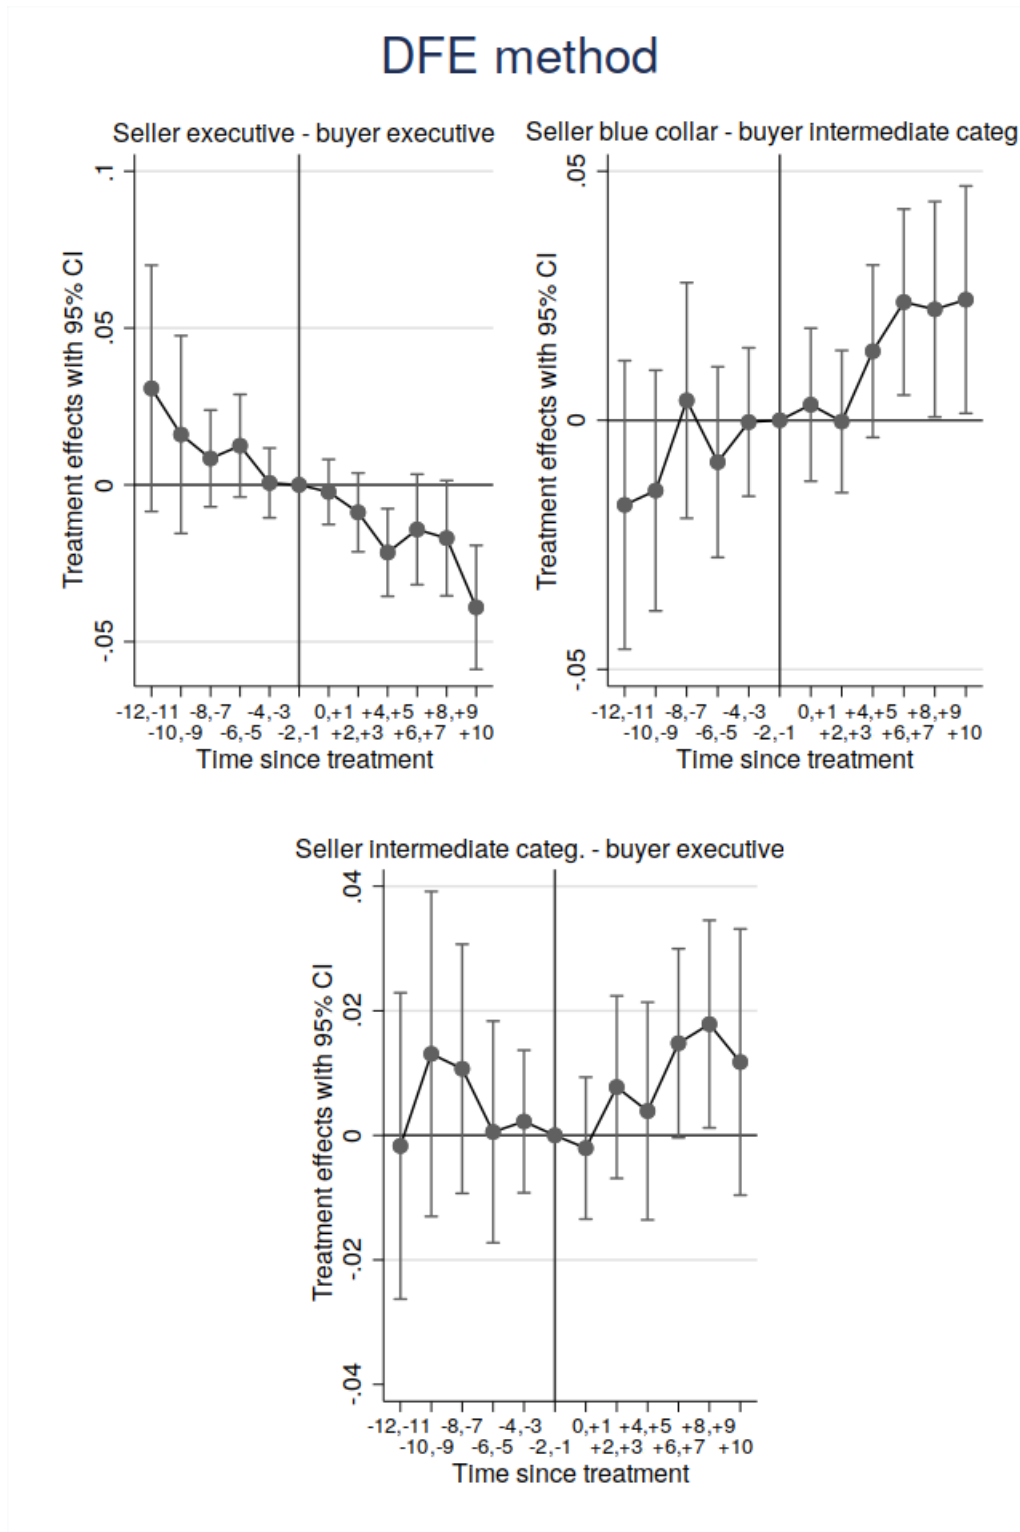 DFE method
Seller executive - buyer executive
Treatment effects with 95% CI
.1
.05
0
-.05
-12,-11 -8,-7 -4,-3 0,+1 +4,+5 +8,+9
-10,-9 -6,-5 -2,-1 +2,+3 +6,+7 +10
Time since treatment
Seller blue collar - buyer intermediate categ
Treatment effects with 95% CI
.05
0
-.05
-12,-11 -8,-7 -4,-3 0,+1 +4,+5 +8,+9
-10,-9 -6,-5 -2,-1 +2,+3 +6,+7 +10
Time since treatment
Seller intermediate categ. - buyer executive
Treatment effects with 95% CI
.04
.02
0
-.02
-.04
-12,-11 -8,-7 -4,-3 0,+1 +4,+5 +8,+9
-10,-9 -6,-5 -2,-1 +2,+3 +6,+7 +10
Time since treatment